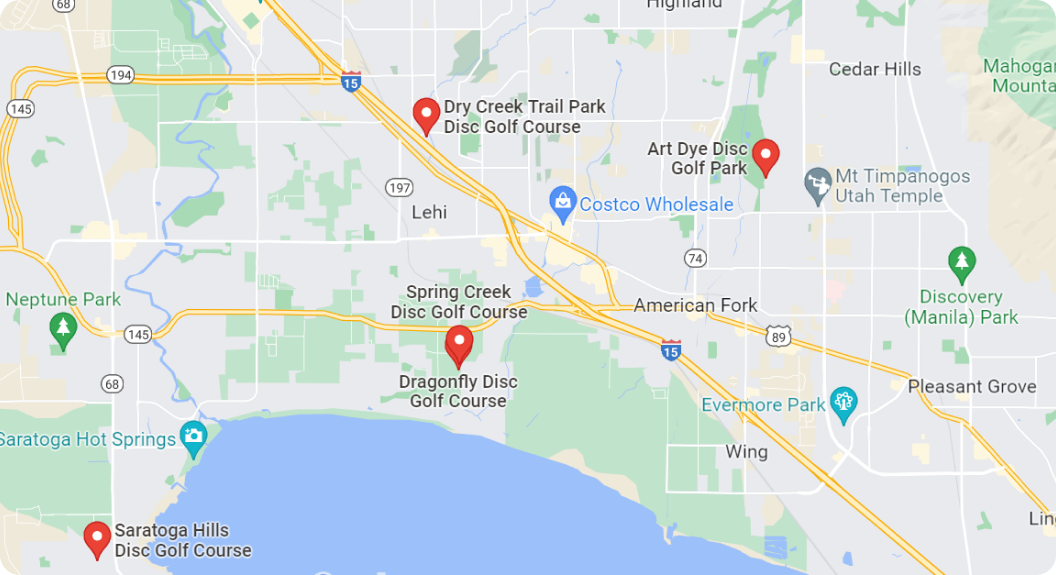 68
Highland
194
15
Cedar Hills
Mahogar
Mounta
145
Dry Creek Trail Park
Disc Golf Course
Art Dye Disc
Golf Park
Mt Timpanogos
Utah Temple
197
Lehi
Costco Wholesale
74
Spring Creek
Disc Golf Course
American Fork
Discovery
(Manila) Park
Neptune Park
145
89
15
68
Dragonfly Disc
Golf Course
Pleasant Grove
Evermore Park
Saratoga Hot Springs
Wing
Saratoga Hills
Disc Golf Course
Lin